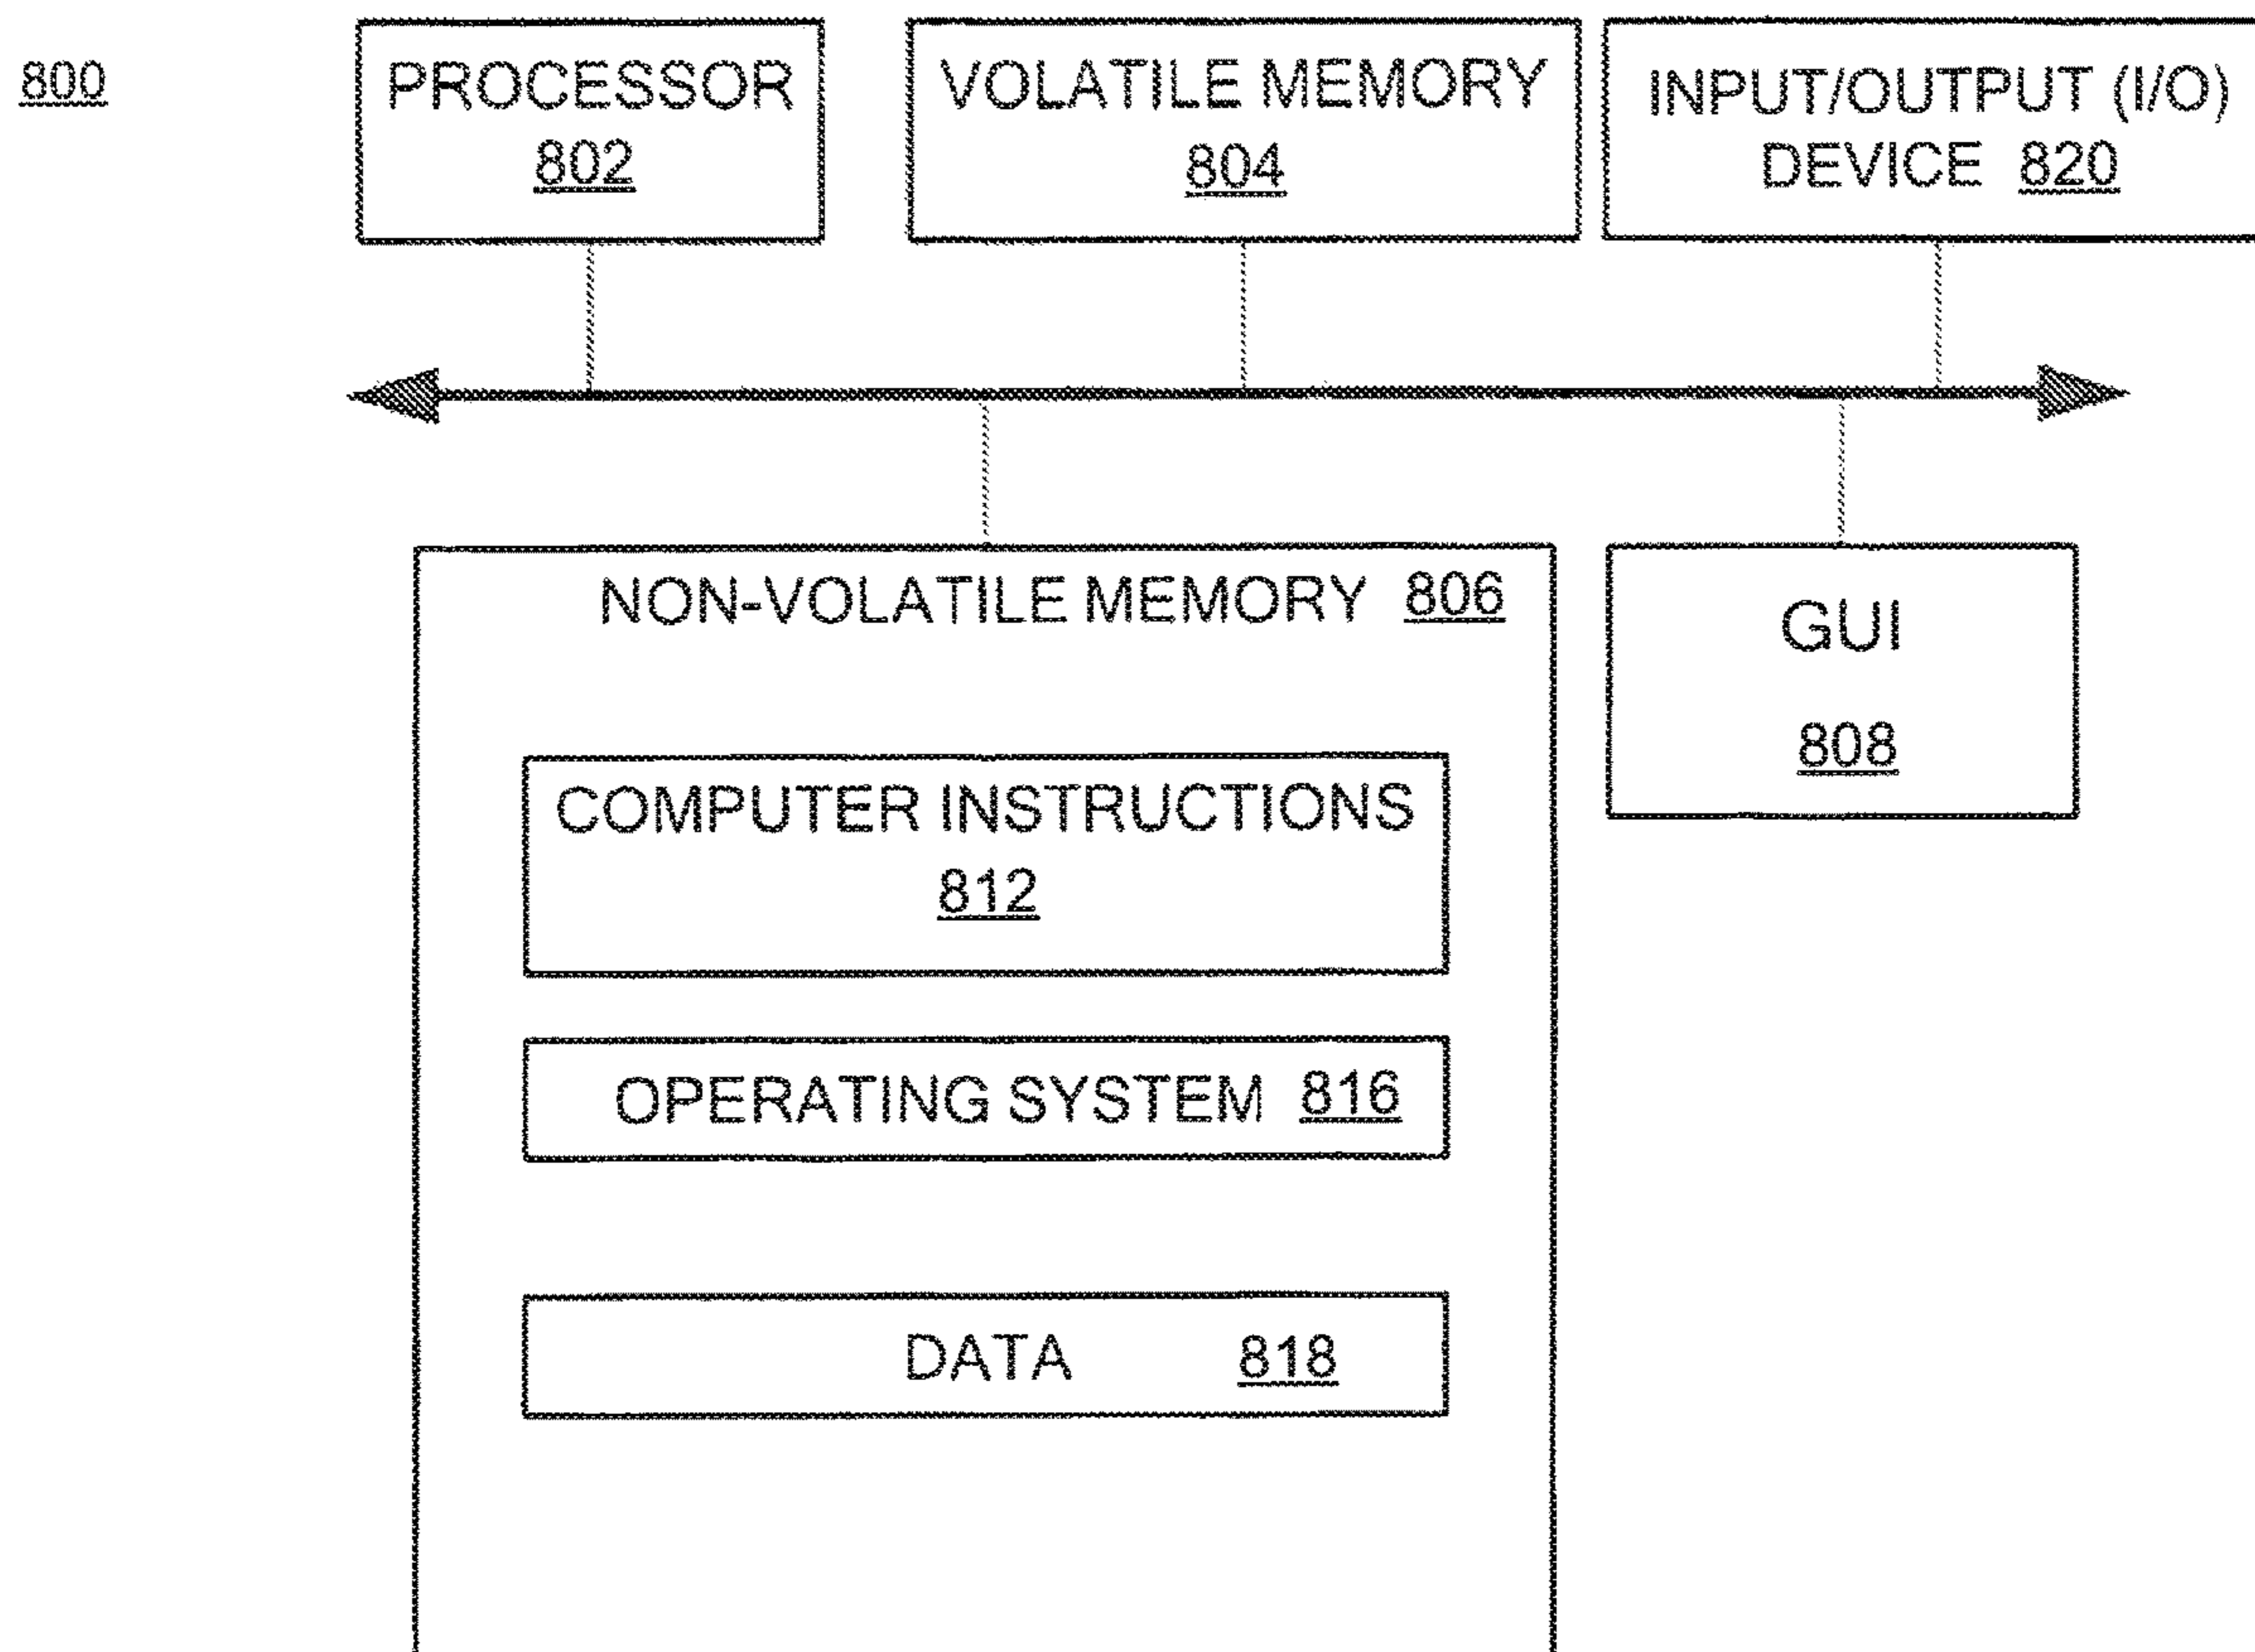 800
PROCESSOR
802
VOLATILE MEMORY
804
INPUT/OUTPUT (I/O)
DEVICE 820
NON-VOLATILE MEMORY 806
COMPUTER INSTRUCTIONS
812
OPERATING SYSTEM 816
DATA 818
GUI
808